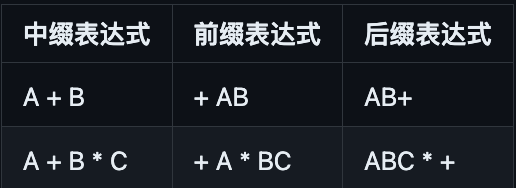 中缀表达式 前缀表达式 后缀表达式
A + B + AB AB+
A + B * C + A * BC ABC * +